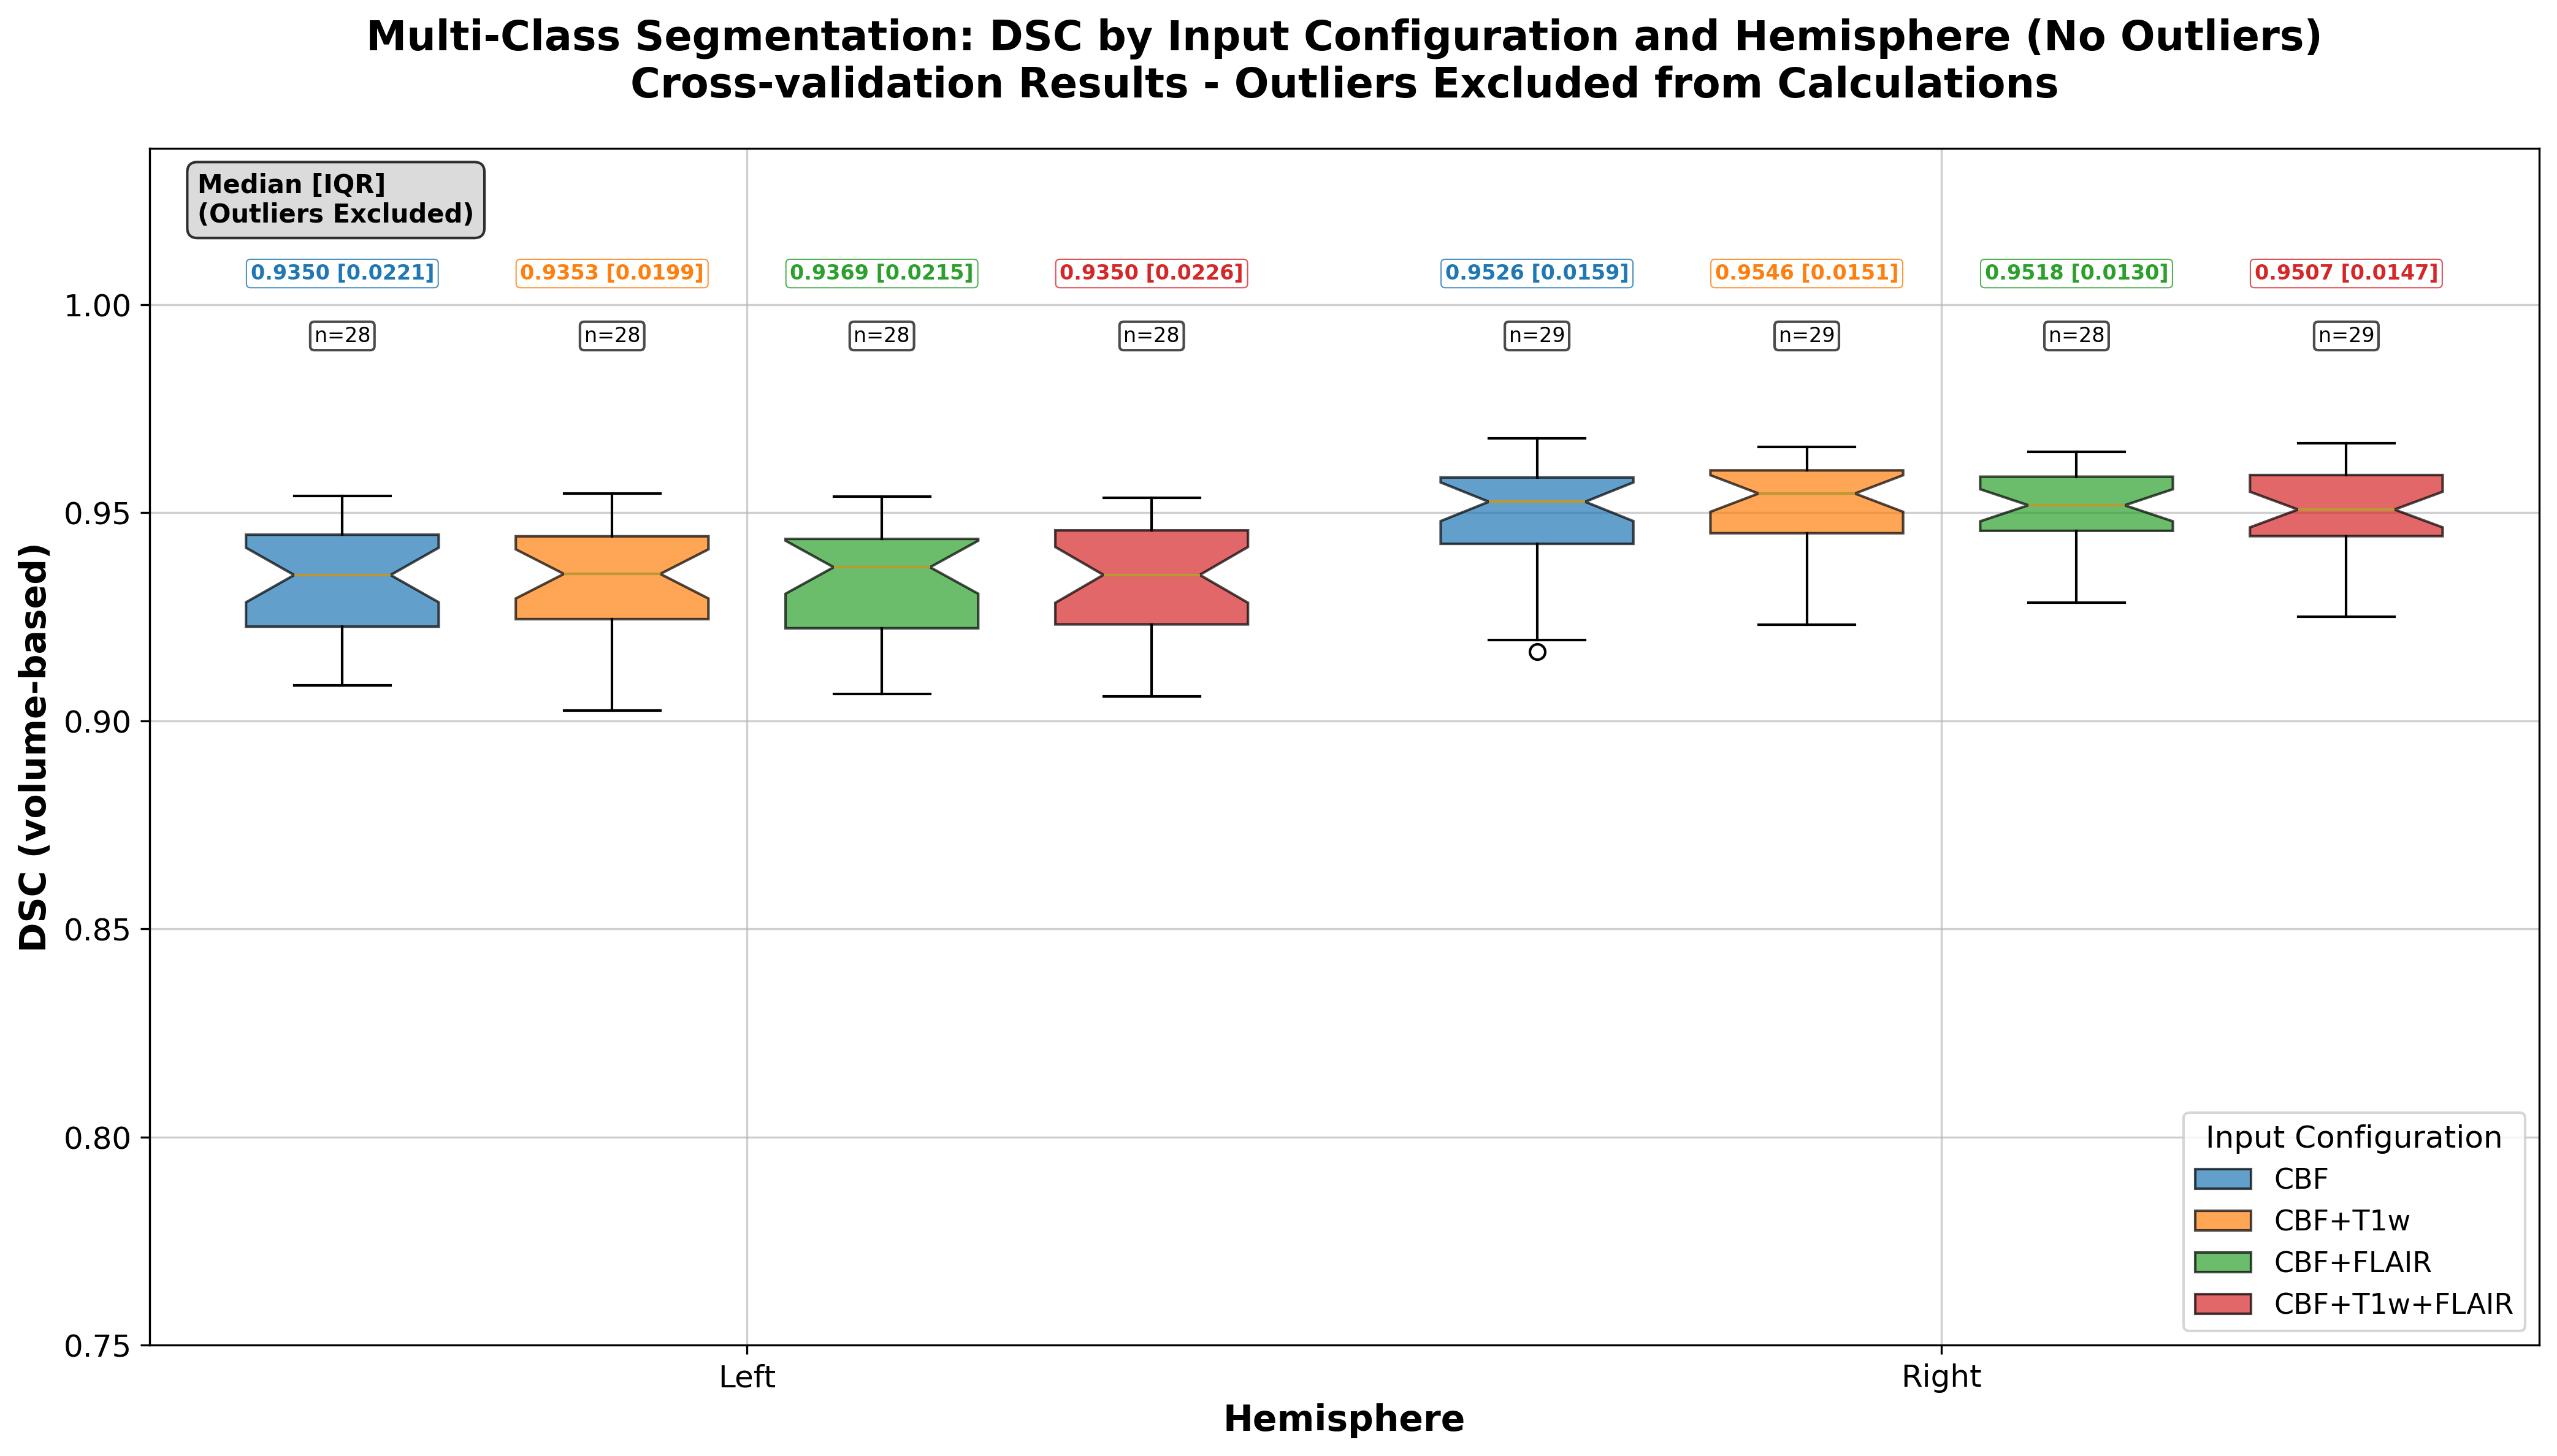 Multi-Class Segmentation: DSC by Input Configuration and Hemisphere (No Outliers)
Cross-validation Results - Outliers Excluded from Calculations
Median [IQR]
(Outliers Excluded)
0.9350 [0.0221]
0.9353 [0.0199]
0.9369 [0.0215]
0.9350 [0.0226]
0.9526 [0.0159]
0.9546 [0.0151]
0.9518 [0.0130]
0.9507 [0.0147]
n=28
n=28
n=28
n=28
n=29
n=29
n=28
n=29
1.00
0.95
0.90
0.85
0.80
0.75
DSC (volume-based)
Input Configuration
CBF
CBF+T1w
CBF+FLAIR
CBF+T1w+FLAIR
Left
Right
Hemisphere